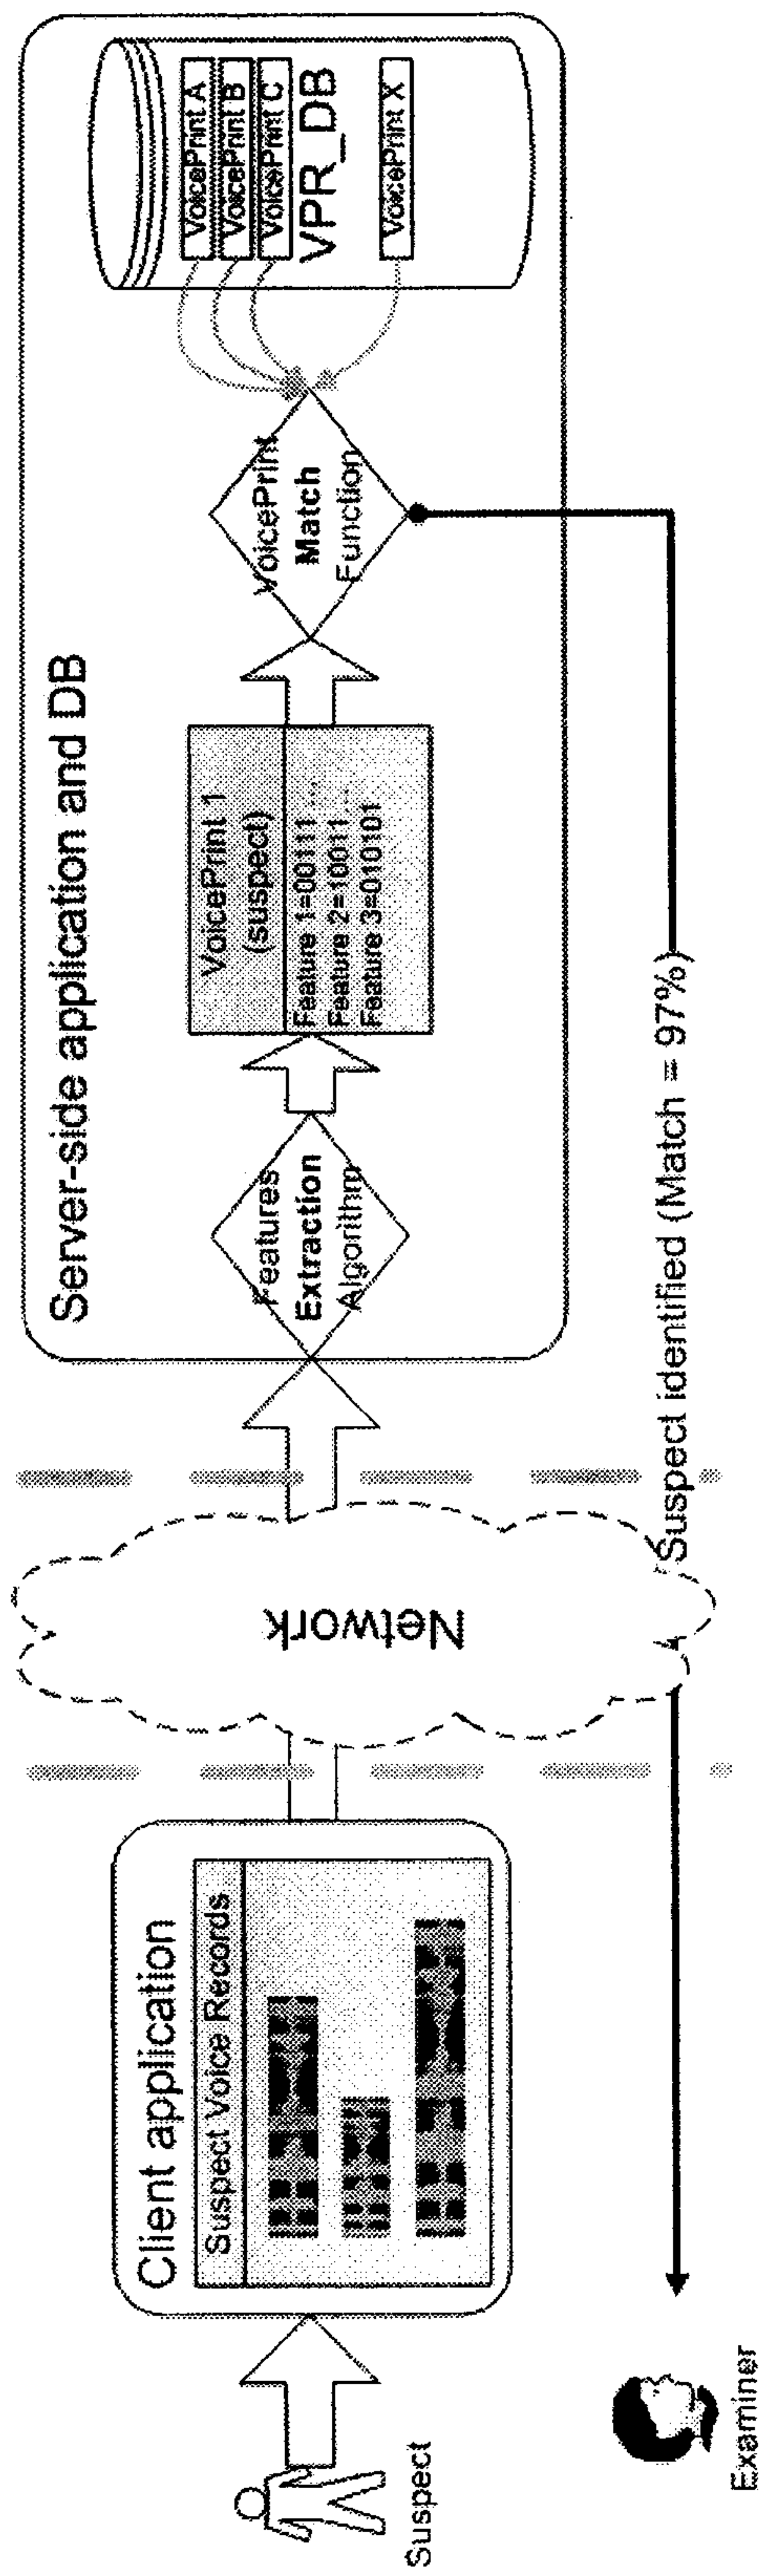 Server-side application and DB
VoicePrint A
VoicePrint B
VoicePrint C
VPR_DB
VoicePrint X
VoicePrint
Match
Function
VoicePrint 1
(suspect)
Feature 1=00111 ...
Feature 2=10011 ...
Feature 3=010101
Features
Extraction
Algorithm
Suspect identified (Match = 97%)
Network
Client application
Suspect Voice Records
Suspect
Examiner